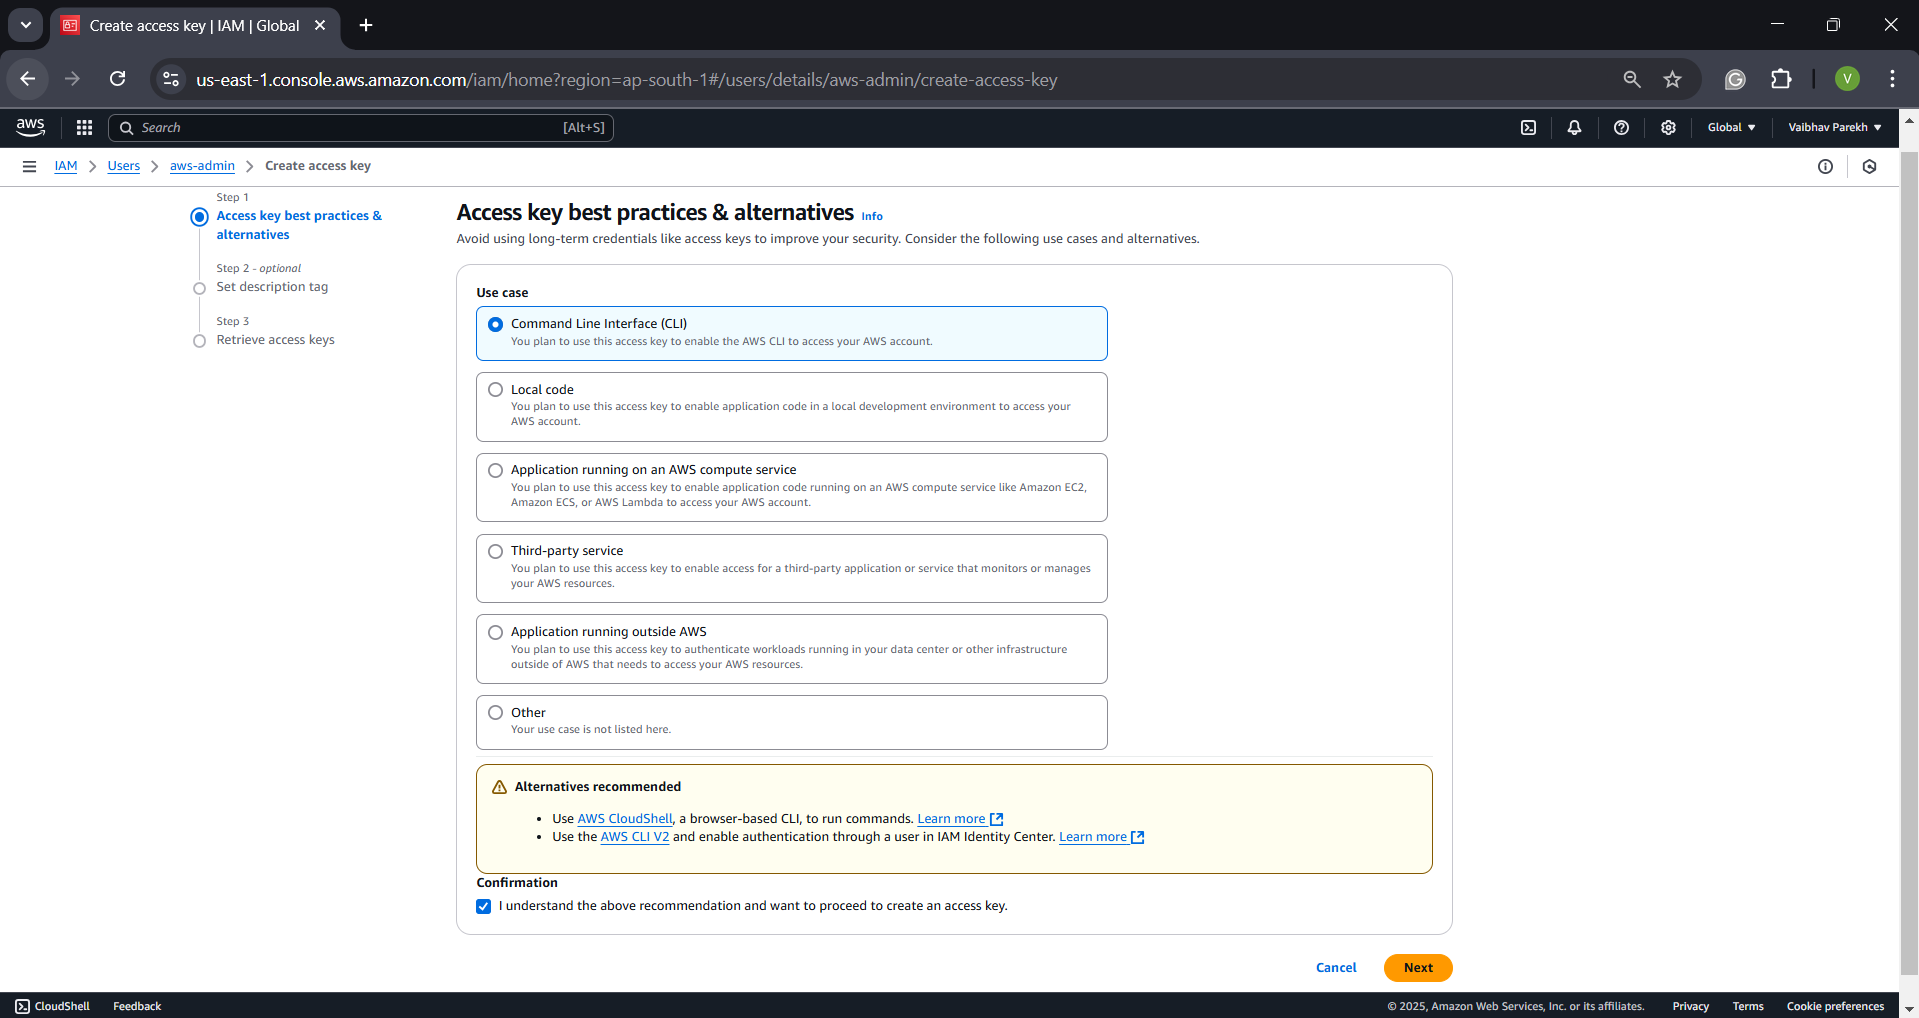 Create access key | IAM | Global
us-east-1.console.aws.amazon.com/iam/home?region=ap-south-1#/users/details/aws-admin/create-access-key
V
aws
Search
[Alt+S]
Global
Vaibhav Parekh
IAM
Users
aws-admin
Create access key
Step 1
Access key best practices &
alternatives
Step 2 - optional
Set description tag
Step 3
Retrieve access keys
Access key best practices & alternatives Info
Avoid using long-term credentials like access keys to improve your security. Consider the following use cases and alternatives.
Use case
Command Line Interface (CLI)
You plan to use this access key to enable the AWS CLI to access your AWS account.
Local code
You plan to use this access key to enable application code in a local development environment to access your
AWS account.
Application running on an AWS compute service
You plan to use this access key to enable application code running on an AWS compute service like Amazon EC2,
Amazon ECS, or AWS Lambda to access your AWS account.
Third-party service
You plan to use this access key to enable access for a third-party application or service that monitors or manages
your AWS resources.
Application running outside AWS
You plan to use this access key to authenticate workloads running in your data center or other infrastructure
outside of AWS that needs to access your AWS resources.
Other
Your use case is not listed here.
Alternatives recommended
• Use AWS CloudShell, a browser-based CLI, to run commands. Learn more
• Use the AWS CLI V2 and enable authentication through a user in IAM Identity Center. Learn more
Confirmation
I understand the above recommendation and want to proceed to create an access key.
Cancel
Next
CloudShell
Feedback
© 2025, Amazon Web Services, Inc. or its affiliates.
Privacy
Terms
Cookie preferences